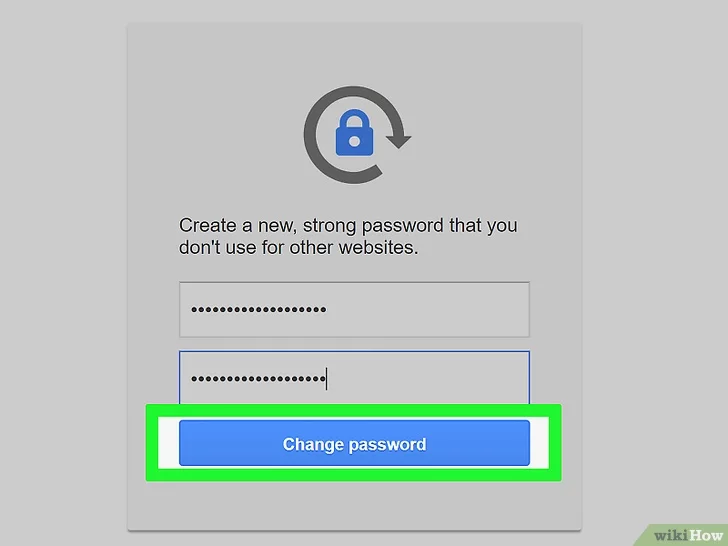 Create a new, strong password that you
don't use for other websites.
•••••••••••••••••••
•••••••••••••••••••
Change password
wikiHow